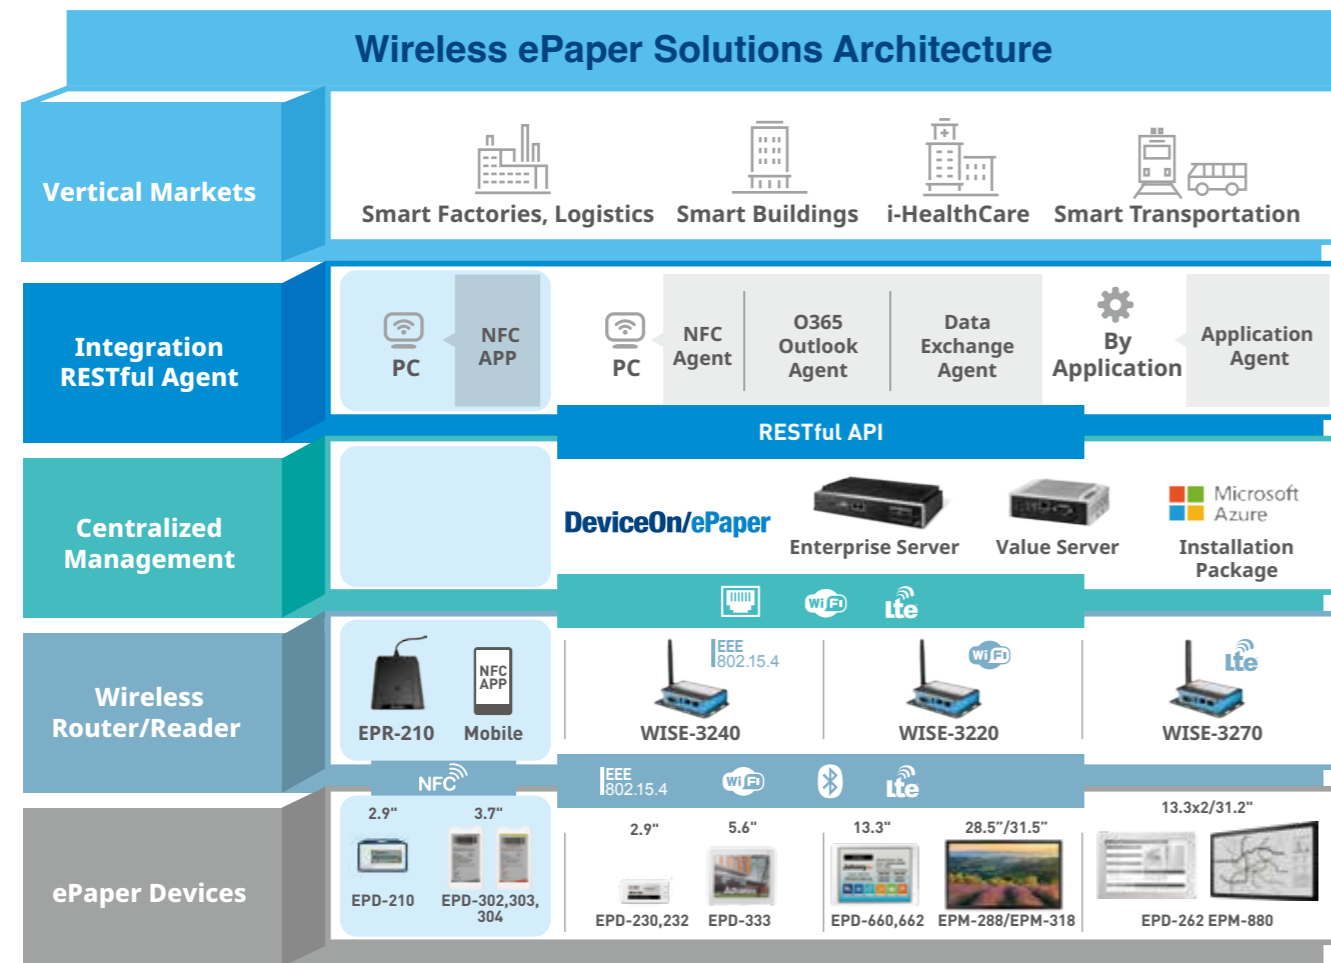 Wireless ePaper Solutions Architecture
Vertical Markets
Smart Factories, Logistics
Smart Buildings
i-HealthCare
Smart Transportation
Integration
RESTful Agent
PC
NFC
APP
PC
NFC
Agent
O365
Outlook
Agent
Data
Exchange
Agent
By
Application
Application
Agent
RESTful API
Centralized
Management
DeviceOn/ePaper
Enterprise Server
Value Server
Microsoft
Azure
Installation
Package
WiFi
Lte
Wireless
Router/Reader
EPR-210
NFC
APP
Mobile
IEEE
802.15.4
WISE-3240
WiFi
WISE-3220
Lte
WISE-3270
NFC
IEEE
802.15.4
WiFi
Lte
ePaper Devices
2.9"
EPD-210
3.7"
EPD-302,303,
304
2.9"
EPD-230,232
5.6"
EPD-333
13.3"
EPD-660,662
28.5”/31.5”
EPM-288/EPM-318
13.3x2/31.2"
EPD-262 EPM-880